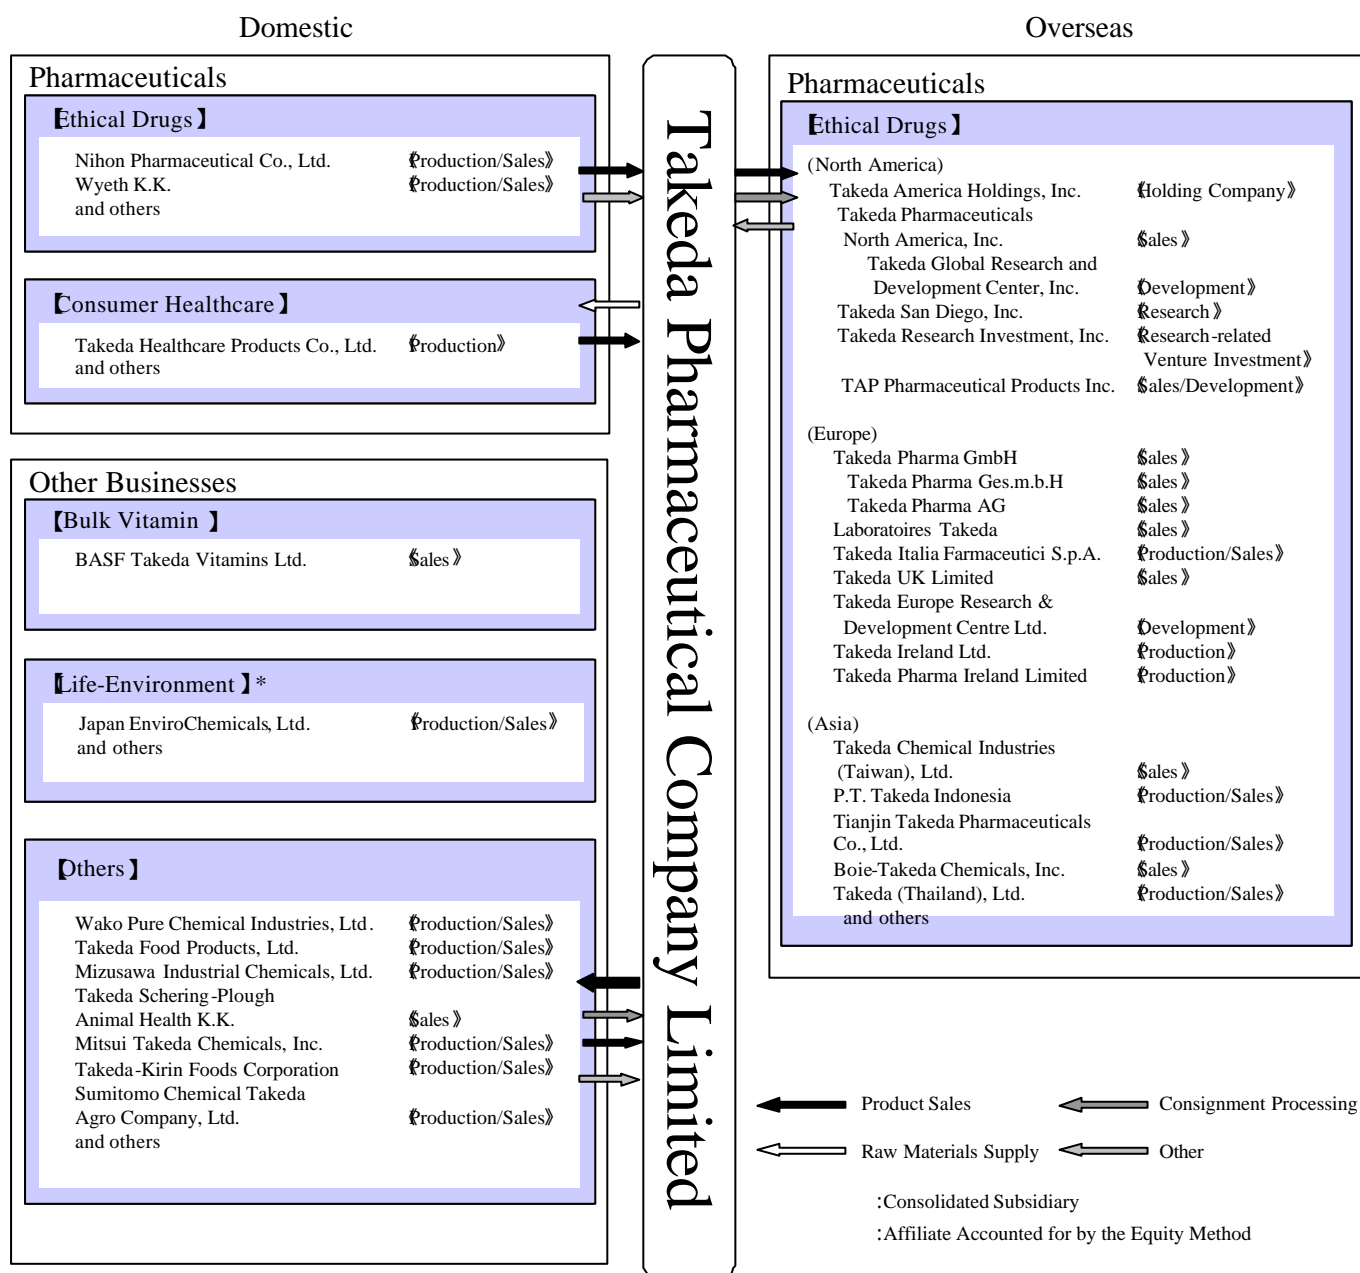 Domestic
Pharmaceuticals
【Ethical Drugs】
Nihon Pharmaceutical Co., Ltd. 《Production/Sales》
Wyeth K.K. 《Production/Sales》
and others
【Consumer Healthcare】
Takeda Healthcare Products Co., Ltd. 《Production》
and others
Other Businesses
【Bulk Vitamin】
BASF Takeda Vitamins Ltd. 《Sales》
【Life-Environment】*
Japan EnviroChemicals, Ltd. 《Production/Sales》
and others
【Others】
Wako Pure Chemical Industries, Ltd. 《Production/Sales》
Takeda Food Products, Ltd. 《Production/Sales》
Mizusawa Industrial Chemicals, Ltd. 《Production/Sales》
Takeda Schering-Plough
Animal Health K.K. 《Sales》
Mitsui Takeda Chemicals, Inc. 《Production/Sales》
Takeda-Kirin Foods Corporation 《Production/Sales》
Sumitomo Chemical Takeda
Agro Company, Ltd. 《Production/Sales》
and others
Takeda Pharmaceutical Company Limited
Overseas
Pharmaceuticals
【Ethical Drugs】
(North America)
Takeda America Holdings, Inc. 《Holding Company》
Takeda Pharmaceuticals
North America, Inc. 《Sales》
Takeda Global Research and
Development Center, Inc. 《Development》
Takeda San Diego, Inc. 《Research》
Takeda Research Investment, Inc. 《Research-related
Venture Investment》
TAP Pharmaceutical Products Inc. 《Sales/Development》
(Europe)
Takeda Pharma GmbH 《Sales》
Takeda Pharma Ges.m.b.H 《Sales》
Takeda Pharma AG 《Sales》
Laboratoires Takeda 《Sales》
Takeda Italia Farmaceutici S.p.A. 《Production/Sales》
Takeda UK Limited 《Sales》
Takeda Europe Research &
Development Centre Ltd. 《Development》
Takeda Ireland Ltd. 《Production》
Takeda Pharma Ireland Limited 《Production》
(Asia)
Takeda Chemical Industries
(Taiwan), Ltd. 《Sales》
P.T. Takeda Indonesia 《Production/Sales》
Tianjin Takeda Pharmaceuticals
Co., Ltd. 《Production/Sales》
Boie-Takeda Chemicals, Inc. 《Sales》
Takeda (Thailand), Ltd. 《Production/Sales》
and others
Product Sales
Consignment Processing
Raw Materials Supply
Other
:Consolidated Subsidiary
:Affiliate Accounted for by the Equity Method